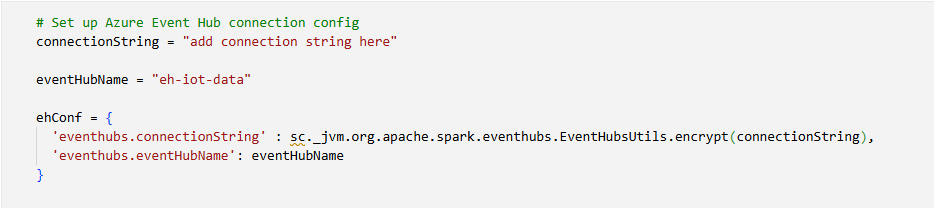 # Set up Azure Event Hub connection config
connectionString = "add connection string here"
eventHubName = "eh-iot-data"
ehConf = {
'eventhubs.connectionString' : sc._jvm.org.apache.spark.eventhubs.EventHubsUtils.encrypt(connectionString),
'eventhubs.eventHubName': eventHubName
}